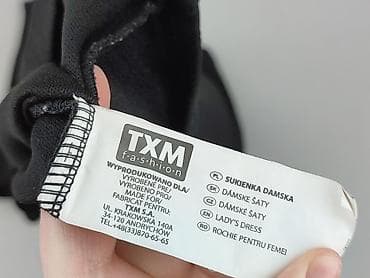 TXM
fashion
WYPRODUKOWANO DLA/
VYROBENE PRE/
VYROBENO PRO/
MADE FOR/
FABRICAT PENTRU:
TXM S.A.
UL. KRAKOWSKA 140A
34-120 ANDRYCHÓW
TEL.+48(33)870-65-65
PL SUKIENKA DAMSKA
SK DÁMSKE ŠATY
CZ DÁMSKÉ ŠATY
EN LADY'S DRESS
RO ROCHIE PENTRU FEMEI